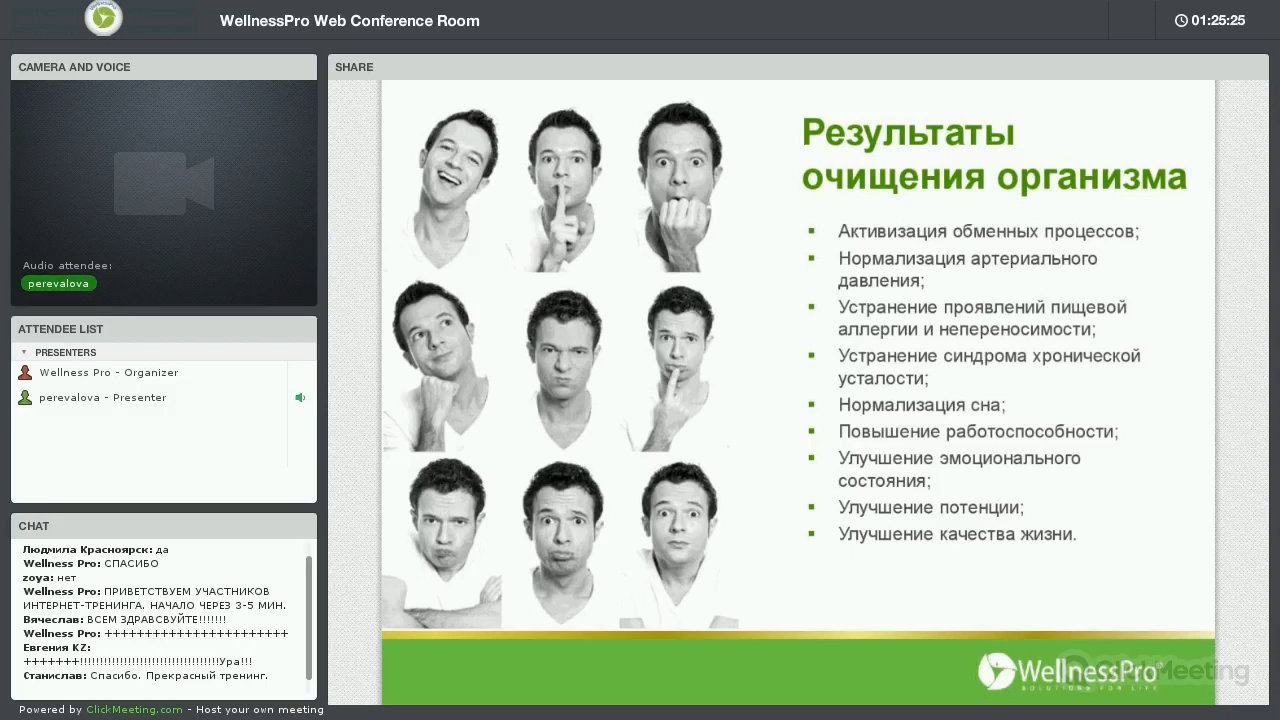 WellnessPro Web Conference Room
01:25:25
CAMERA AND VOICE
Audio attendee:
perevalova
ATTENDEE LIST
PRESENTERS
Wellness Pro - Organizer
perevalova - Presenter
CHAT
Людмила Красноярск: да
Wellness Pro: СПАСИБО
zoya: нет
Wellness Pro: ПРИВЕТСТВУЕМ УЧАСТНИКОВ
ИНТЕРНЕТ-ТРЕНИНГА. НАЧАЛО ЧЕРЕЗ 3-5 МИН.
Вячеслав: ВСЕМ ЗДРАВСВУЙТЕ!!!!!!
Wellness Pro:
Евгения KZ:
Спасибо. Прекрасный тренинг.
Powered by ClickMeeting.com - Host your own meeting
SHARE
Результаты
очищения организма
Активизация обменных процессов;
Нормализация артериального
давления;
Устранение проявлений пищевой
аллергии и непереносимости;
Устранение синдрома хронической
усталости;
Нормализация сна;
Повышение работоспособности;
Улучшение эмоционального
состояния;
Улучшение потенции;
Улучшение качества жизни.
WellnessPro
SOLUTIONS FOR LIFE